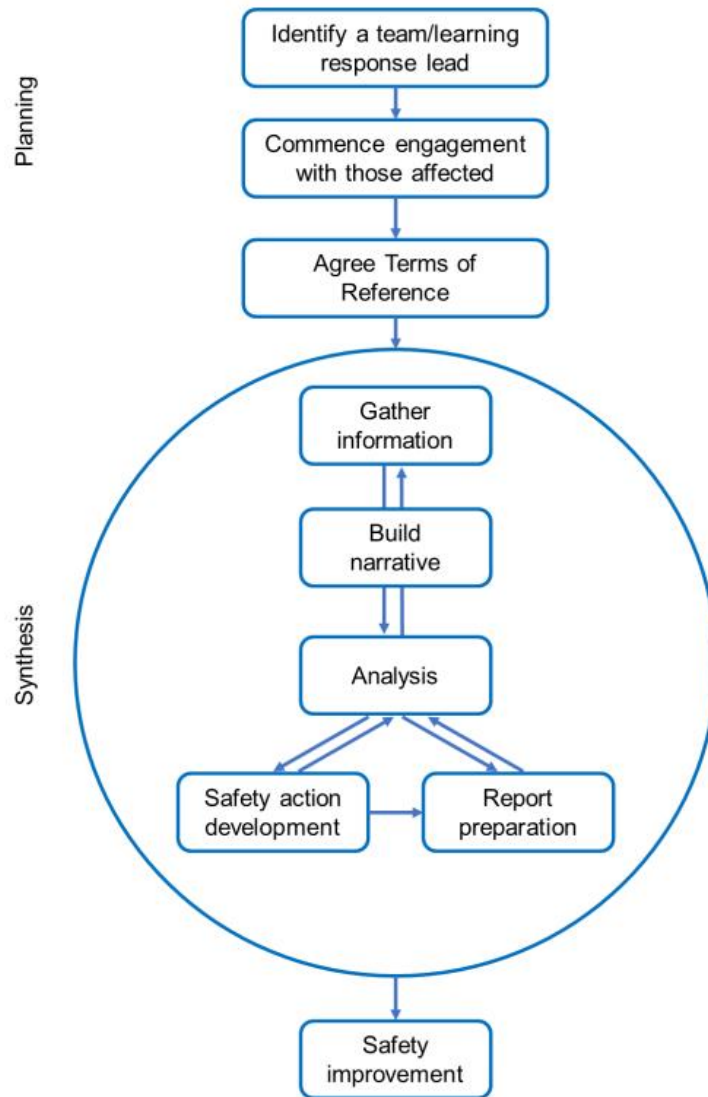 Planning
Identify a team/learning
response lead
Commence engagement
with those affected
Agree Terms of
Reference
Synthesis
Gather
information
Build
narrative
Analysis
Safety action
development
Report
preparation
Safety
improvement